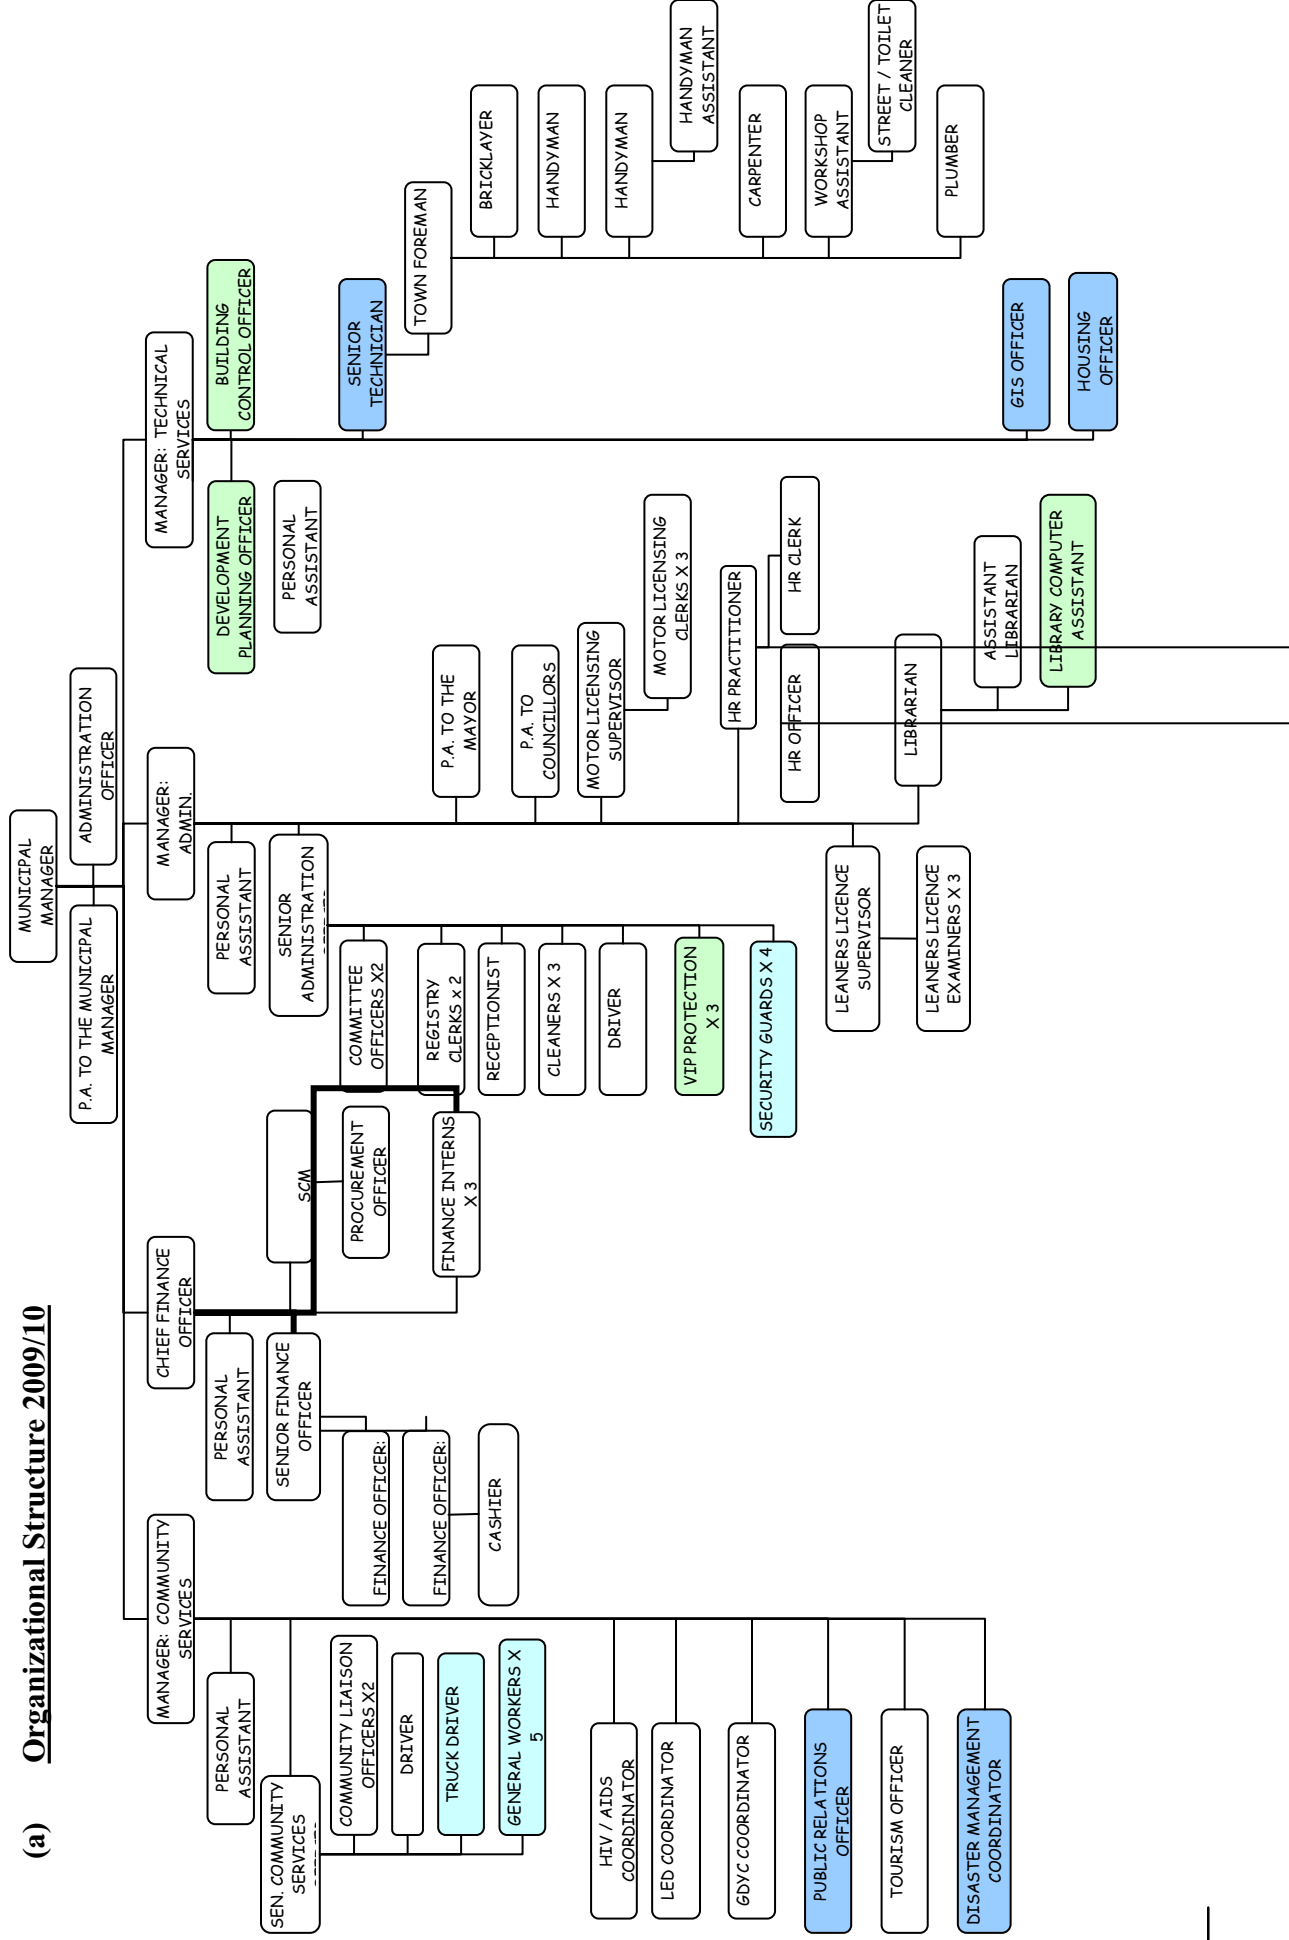 (a) Organizational Structure 2009/10
MUNICIPAL
MANAGER
P.A. TO THE MUNICIPAL
MANAGER
ADMINISTRATION
OFFICER
MANAGER: COMMUNITY
SERVICES
CHIEF FINANCE
OFFICER
MANAGER:
ADMIN.
MANAGER: TECHNICAL
SERVICES
PERSONAL
ASSISTANT
SEN. COMMUNITY
SERVICES
COMMUNITY LIAISON
OFFICERS X2
DRIVER
TRUCK DRIVER
GENERAL WORKERS X
5
HIV / AIDS
COORDINATOR
LED COORDINATOR
GDYC COORDINATOR
PUBLIC RELATIONS
OFFICER
TOURISM OFFICER
DISASTER MANAGEMENT
COORDINATOR
PERSONAL
ASSISTANT
SENIOR FINANCE
OFFICER
FINANCE OFFICER:
FINANCE OFFICER:
CASHIER
SCM
PROCUREMENT
OFFICER
FINANCE INTERNS
X 3
PERSONAL
ASSISTANT
SENIOR
ADMINISTRATION
COMMITTEE
OFFICERS X2
REGISTRY
CLERKS x 2
RECEPTIONIST
CLEANERS X 3
DRIVER
VIP PROTECTION
X 3
SECURITY GUARDS X 4
P.A. TO THE
MAYOR
P.A. TO
COUNCILLORS
MOTOR LICENSING
SUPERVISOR
MOTOR LICENSING
CLERKS X 3
HR PRACTITIONER
HR OFFICER
HR CLERK
LEANERS LICENCE
SUPERVISOR
LEANERS LICENCE
EXAMINERS X 3
LIBRARIAN
ASSISTANT
LIBRARIAN
LIBRARY COMPUTER
ASSISTANT
DEVELOPMENT
PLANNING OFFICER
BUILDING
CONTROL OFFICER
PERSONAL
ASSISTANT
SENIOR
TECHNICIAN
TOWN FOREMAN
BRICKLAYER
HANDYMAN
HANDYMAN
HANDYMAN
ASSISTANT
CARPENTER
WORKSHOP
ASSISTANT
STREET / TOILET
CLEANER
PLUMBER
GIS OFFICER
HOUSING
OFFICER